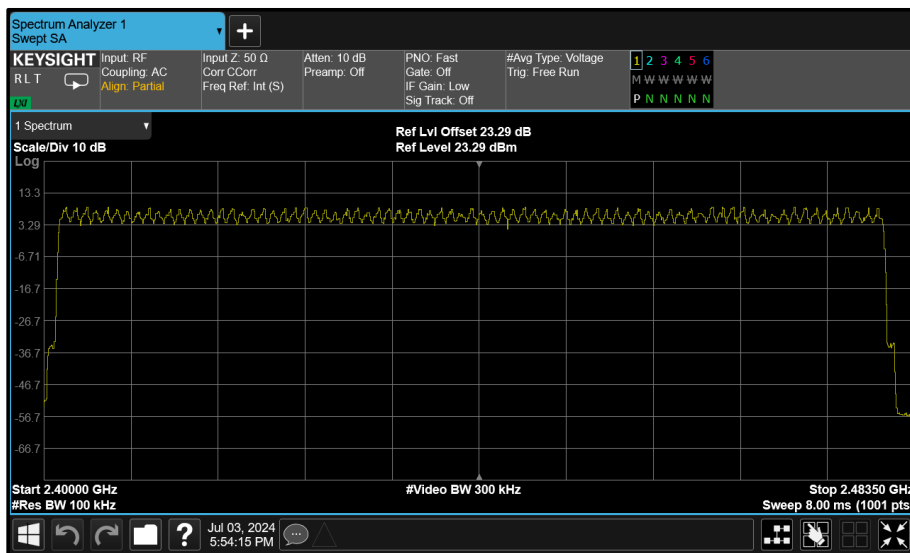 Spectrum Analyzer 1
Swept SA
+
KEYSIGHT
R L T
LXI
Input: RF
Coupling: AC
Align: Partial
Input Z: 50 Ω
Corr CCorr
Freq Ref: Int (S)
Atten: 10 dB
Preamp: Off
PNO: Fast
Gate: Off
IF Gain: Low
Sig Track: Off
#Avg Type: Voltage
Trig: Free Run
1 2 3 4 5 6
M W W W W W
P N N N N N
1 Spectrum
Scale/Div 10 dB
Ref Lvl Offset 23.29 dB
Ref Level 23.29 dBm
Log
13.3
3.29
-6.71
-16.7
-26.7
-36.7
-46.7
-56.7
-66.7
Start 2.40000 GHz
#Res BW 100 kHz
#Video BW 300 kHz
Stop 2.48350 GHz
Sweep 8.00 ms (1001 pts
?
Jul 03, 2024
5:54:15 PM